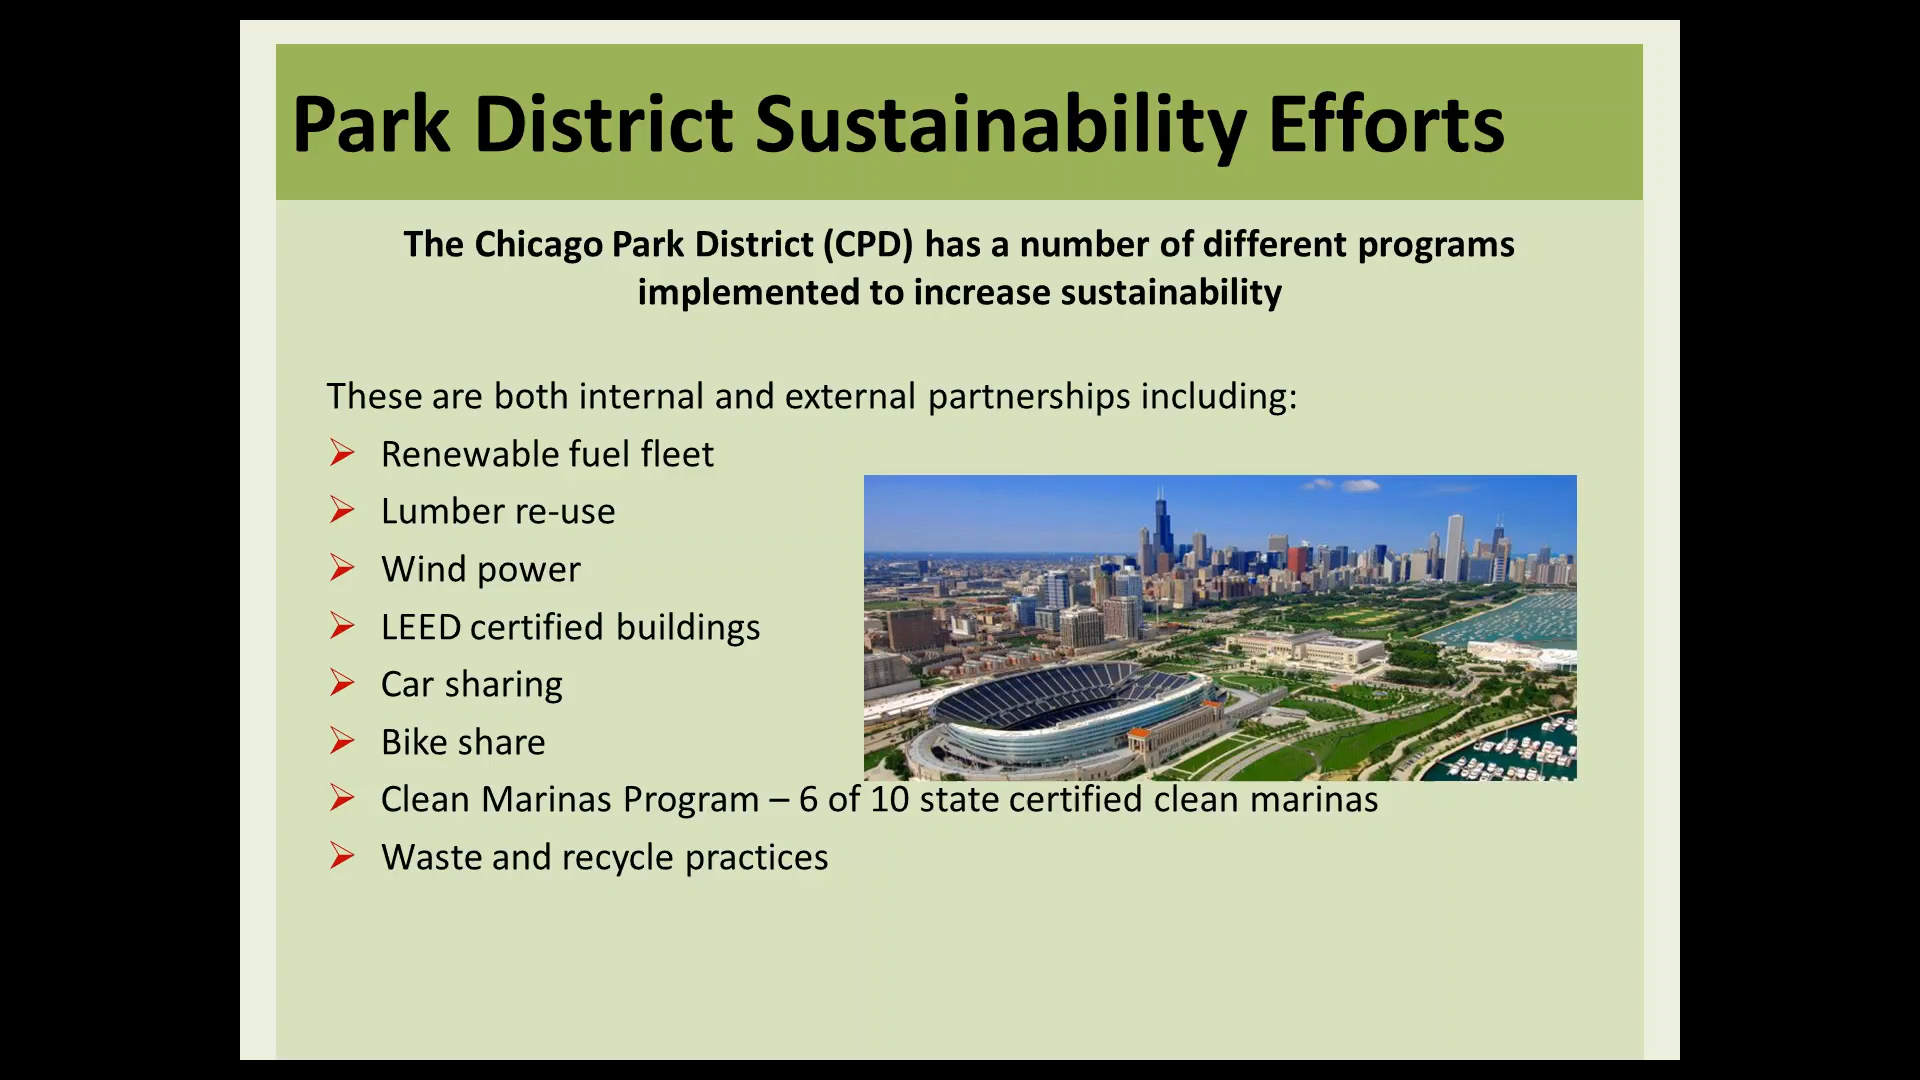 Park District Sustainability Efforts
The Chicago Park District (CPD) has a number of different programs
implemented to increase sustainability
These are both internal and external partnerships including:
Renewable fuel fleet
Lumber re-use
Wind power
LEED certified buildings
Car sharing
Bike share
Clean Marinas Program – 6 of 10 state certified clean marinas
Waste and recycle practices